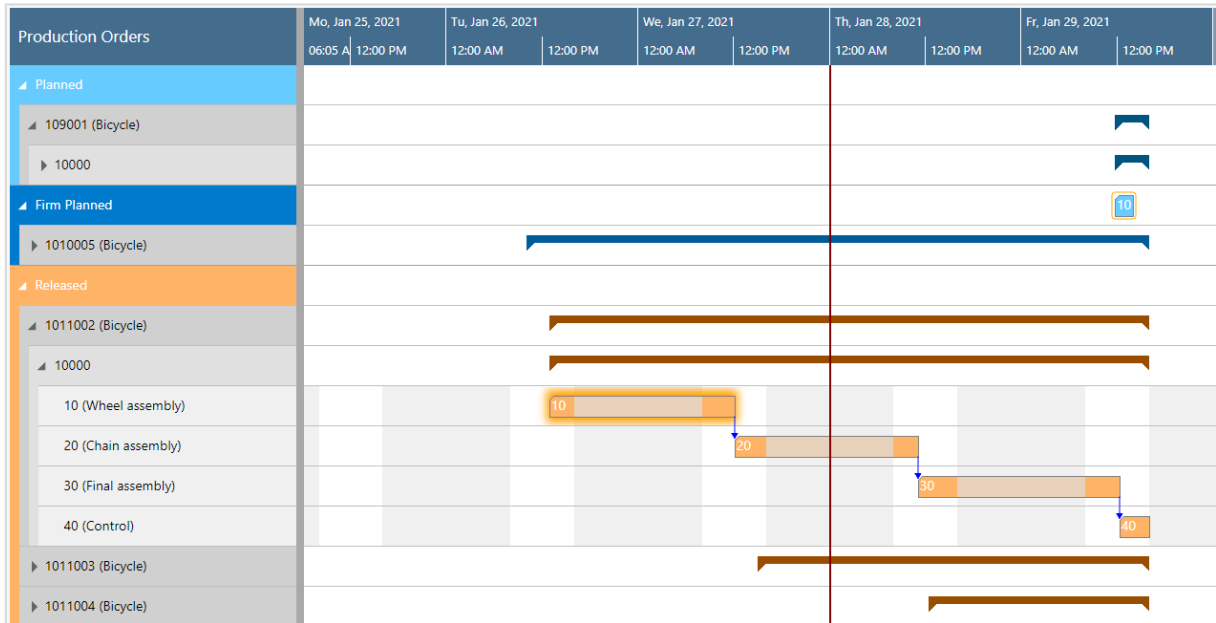 Production Orders
Mo, Jan 25, 2021 Tu, Jan 26, 2021 We, Jan 27, 2021 Th, Jan 28, 2021 Fr, Jan 29, 2021
06:05 A 12:00 PM 12:00 AM 12:00 PM 12:00 AM 12:00 PM 12:00 AM 12:00 PM 12:00 AM 12:00 PM
Planned
109001 (Bicycle)
10000
Firm Planned 10
1010005 (Bicycle)
Released
1011002 (Bicycle)
10000
10 (Wheel assembly) 10
20 (Chain assembly) 20
30 (Final assembly) 30
40 (Control) 40
1011003 (Bicycle)
1011004 (Bicycle)